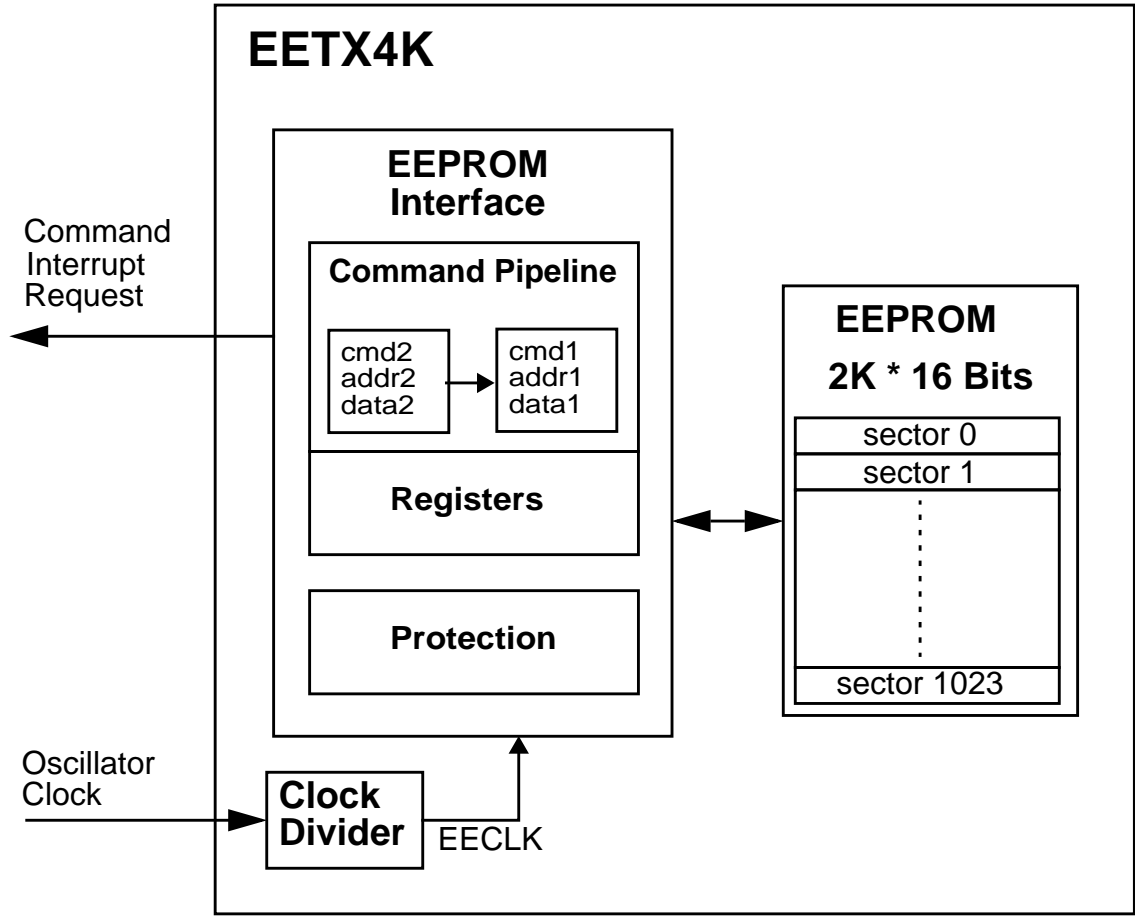 EETX4K
EEPROM
Interface
Command
Interrupt
Request
Command Pipeline
cmd2
addr2
data2
cmd1
addr1
data1
Registers
Protection
EEPROM
2K * 16 Bits
sector 0
sector 1
sector 1023
Oscillator
Clock
Clock
Divider
EECLK